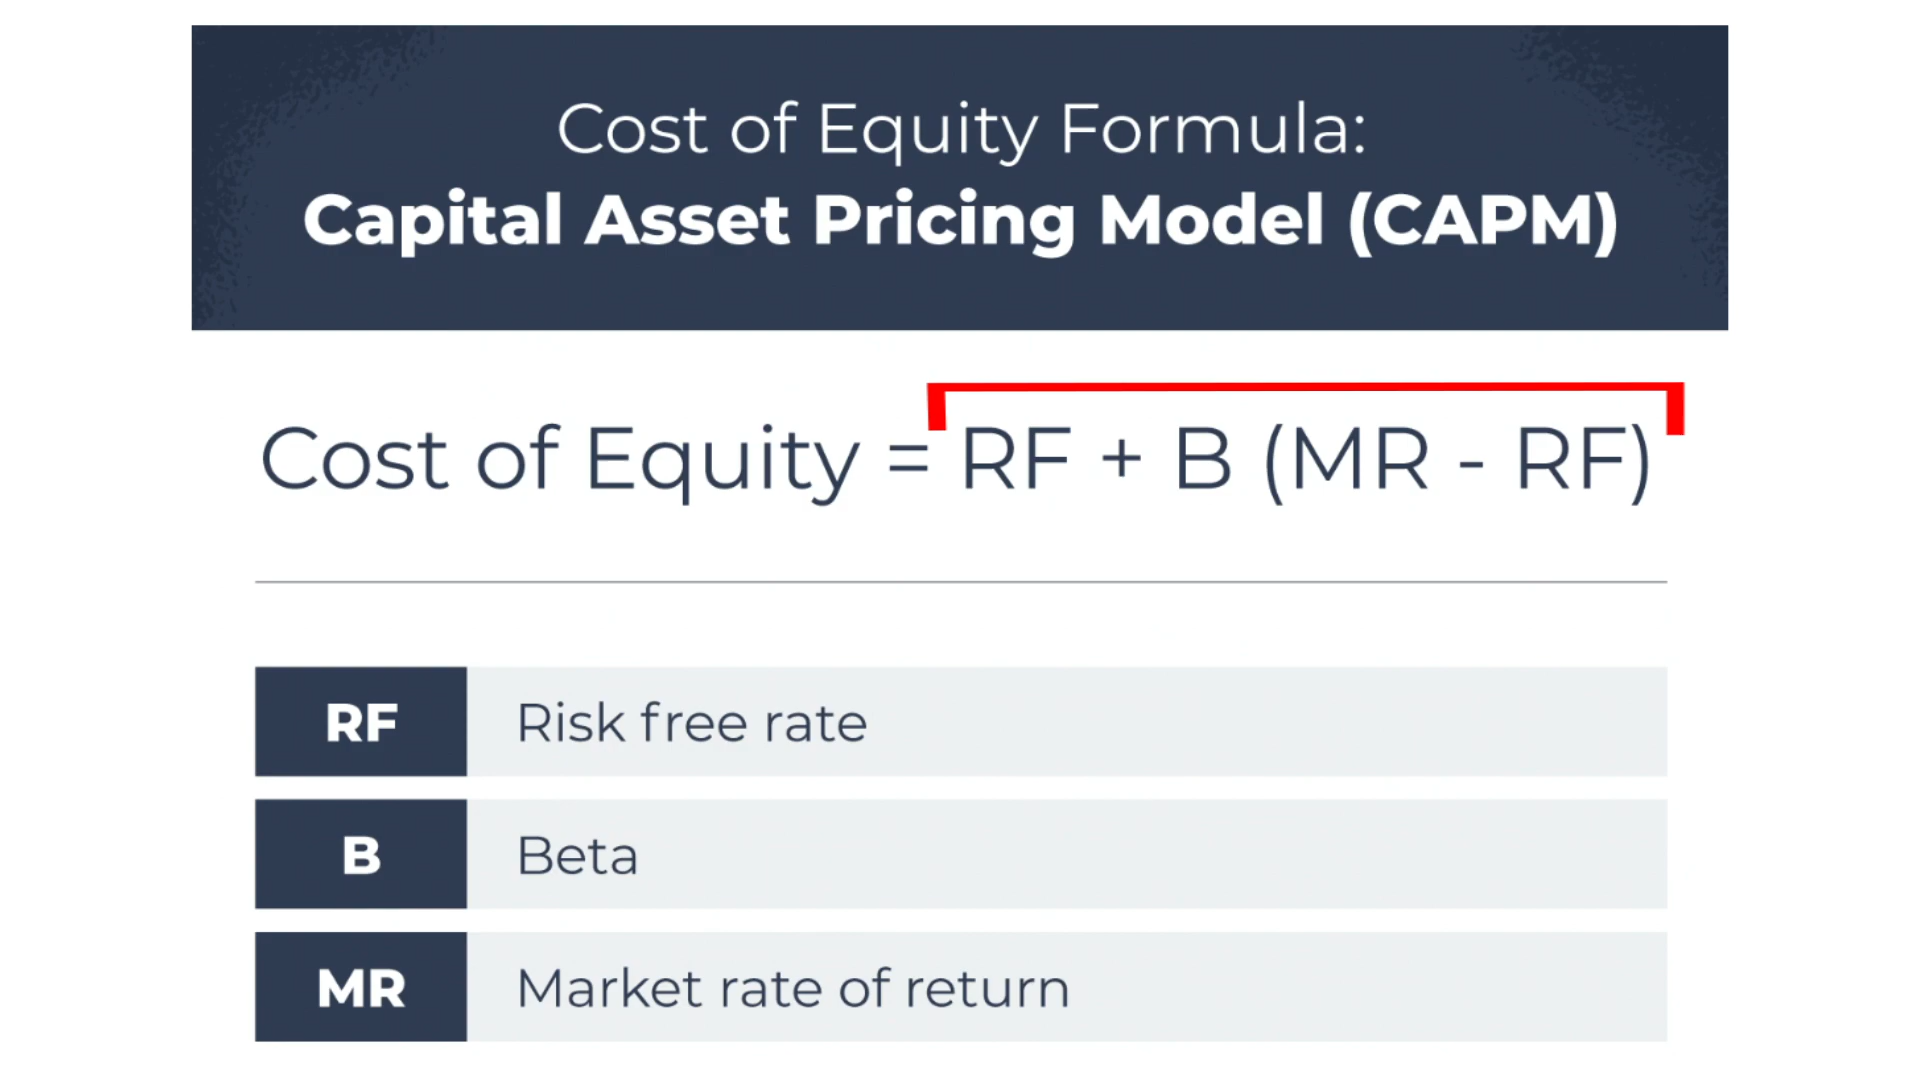 Cost of Equity Formula:
Capital Asset Pricing Model (CAPM)
Cost of Equity = RF + B (MR - RF)
RF Risk free rate
B Beta
MR Market rate of return